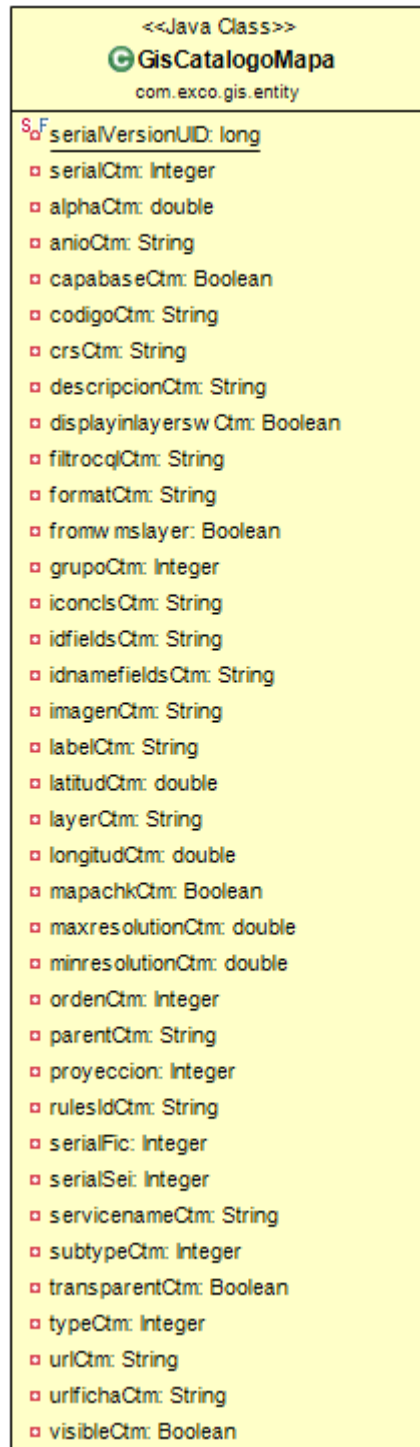 <<Java Class>>
GisCatalogoMapa
com.exco.gis.entity
serialVersionUID: long
serialCtm: Integer
alphaCtm: double
anioCtm: String
capabaseCtm: Boolean
codigoCtm: String
crsCtm: String
descripcionCtm: String
displayinlayerswCtm: Boolean
filtrocqlCtm: String
formatCtm: String
fromwmslayer: Boolean
grupoCtm: Integer
iconclsCtm: String
idfieldsCtm: String
idnamefieldsCtm: String
imagenCtm: String
labelCtm: String
latitudCtm: double
layerCtm: String
longitudCtm: double
mapachkCtm: Boolean
maxresolutionCtm: double
minresolutionCtm: double
ordenCtm: Integer
parentCtm: String
proyeccion: Integer
rulesIdCtm: String
serialFic: Integer
serialSei: Integer
servicenameCtm: String
subtypeCtm: Integer
transparentCtm: Boolean
typeCtm: Integer
urlCtm: String
urlfichaCtm: String
visibleCtm: Boolean